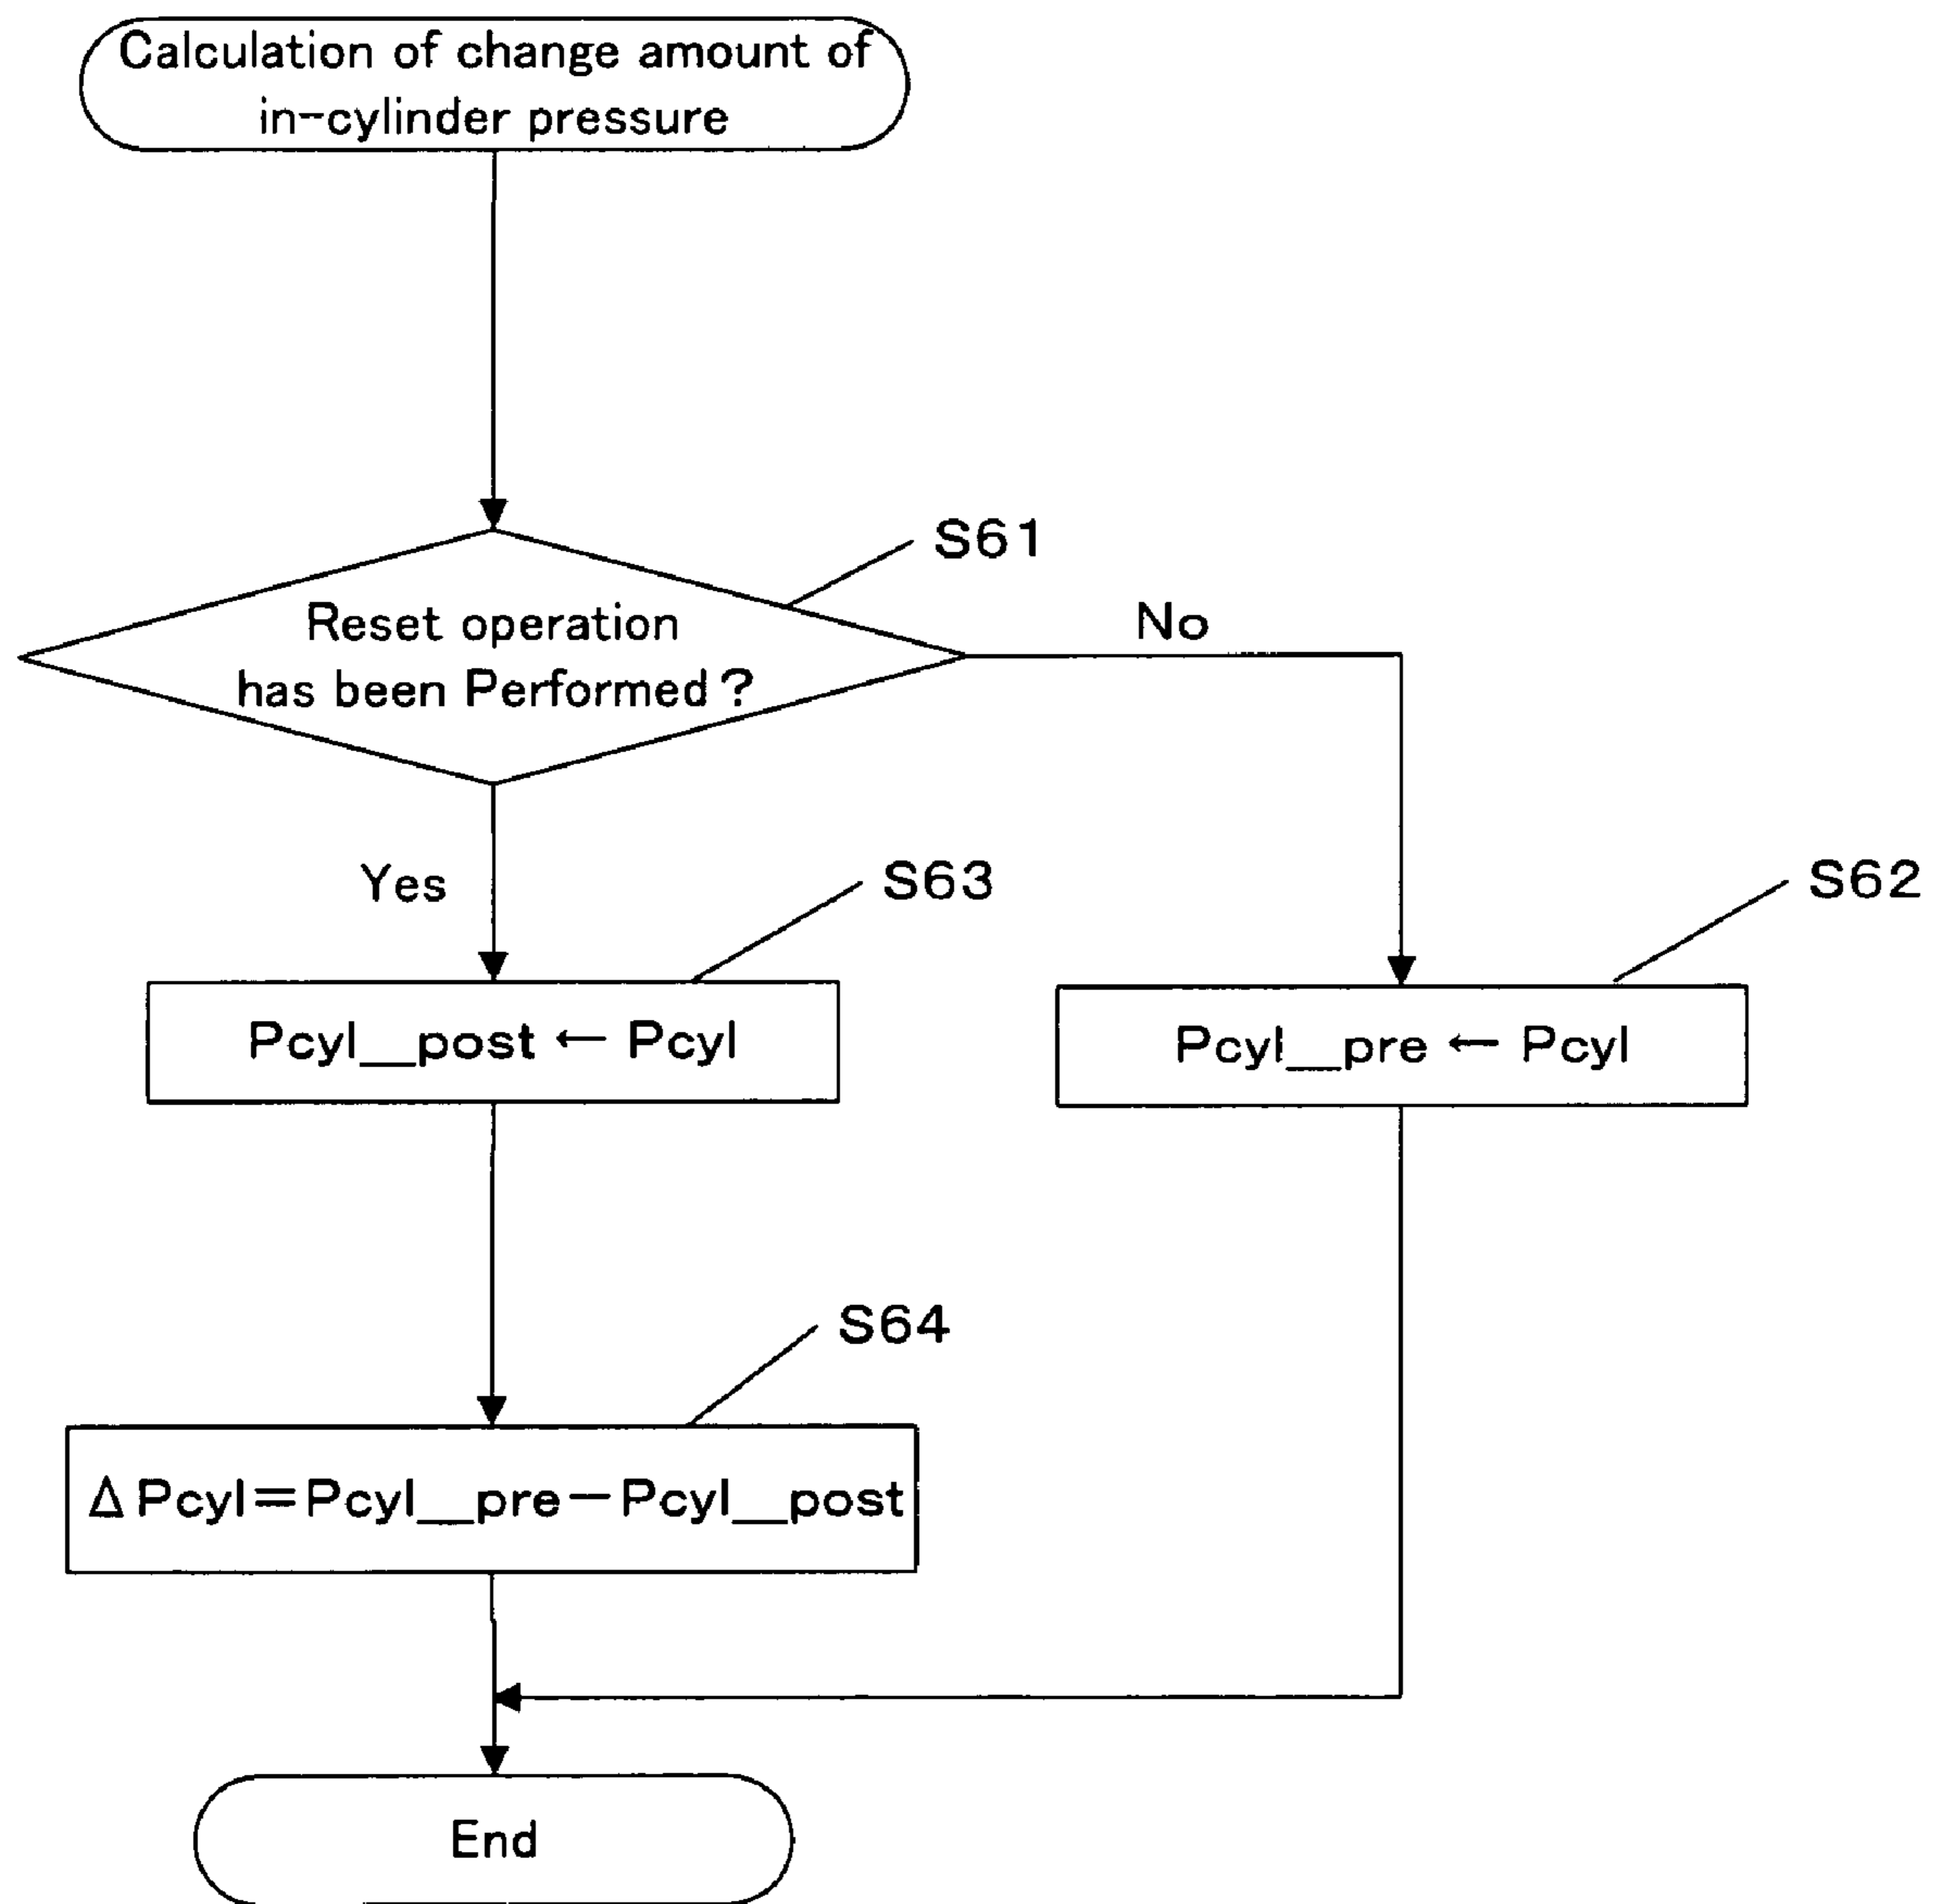 Calculation of change amount of
in-cylinder pressure
S61
Reset operation
has been Performed?
No
Yes
S63
S62
Pcyl__post ← Pcyl
Pcyl__pre ← Pcyl
S64
Δ Pcyl=Pcyl__pre−Pcyl__post
End